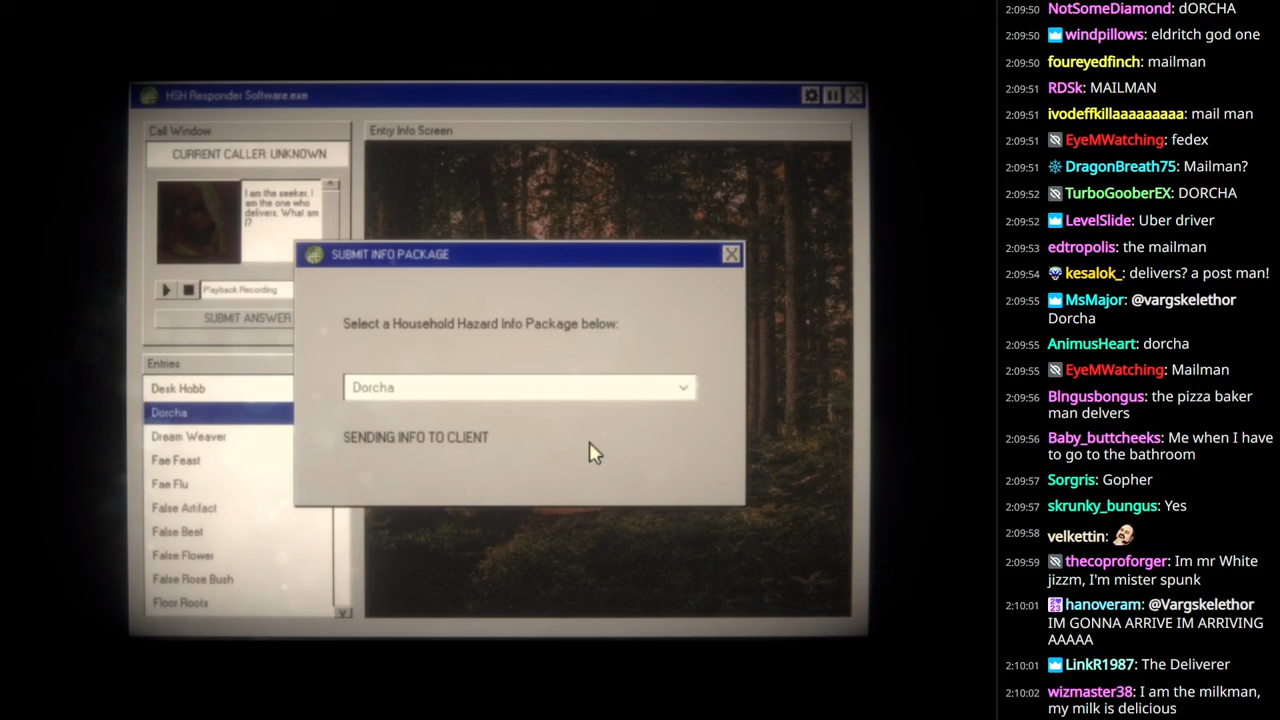 HSH Responder Software.exe
Call Window
CURRENT CALLER: UNKNOWN
I am the seeker, I
am the one who
delivers. What am
I?
Playback Recording
SUBMIT ANSWER
Entries
Desk Hobb
Dorcha
Dream Weaver
Fae Feast
Fae Flu
False Artifact
False Beet
False Flower
False Rose Bush
Floor Roots
Entry Info Screen
SUBMIT INFO PACKAGE
Select a Household Hazard Info Package below:
Dorcha
SENDING INFO TO CLIENT
2:09:50 NotSomeDiamond: dORCHA
2:09:50 windpillows: eldritch god one
2:09:50 foureyedfinch: mailman
2:09:51 RDSk: MAILMAN
2:09:51 ivodeffkillaaaaaaaaa: mail man
2:09:51 EyeMWatching: fedex
2:09:51 DragonBreath75: Mailman?
2:09:52 TurboGooberEX: DORCHA
2:09:52 LevelSlide: Uber driver
2:09:53 edtropolis: the mailman
2:09:54 kesalok_: delivers? a post man!
2:09:55 MsMajor: @vargskelethor
Dorcha
2:09:55 AnimusHeart: dorcha
2:09:55 EyeMWatching: Mailman
2:09:56 Blngusbongus: the pizza baker
man delvers
2:09:56 Baby_buttcheeks: Me when I have
to go to the bathroom
2:09:57 Sorgris: Gopher
2:09:57 skrunky_bungus: Yes
2:09:58 velkettin:
2:09:59 thecoproforger: Im mr White
jizzm, I'm mister spunk
2:10:01 hanoveram: @Vargskelethor
IM GONNA ARRIVE IM ARRIVING
AAAAA
2:10:01 LinkR1987: The Deliverer
2:10:02 wizmaster38: I am the milkman,
my milk is delicious